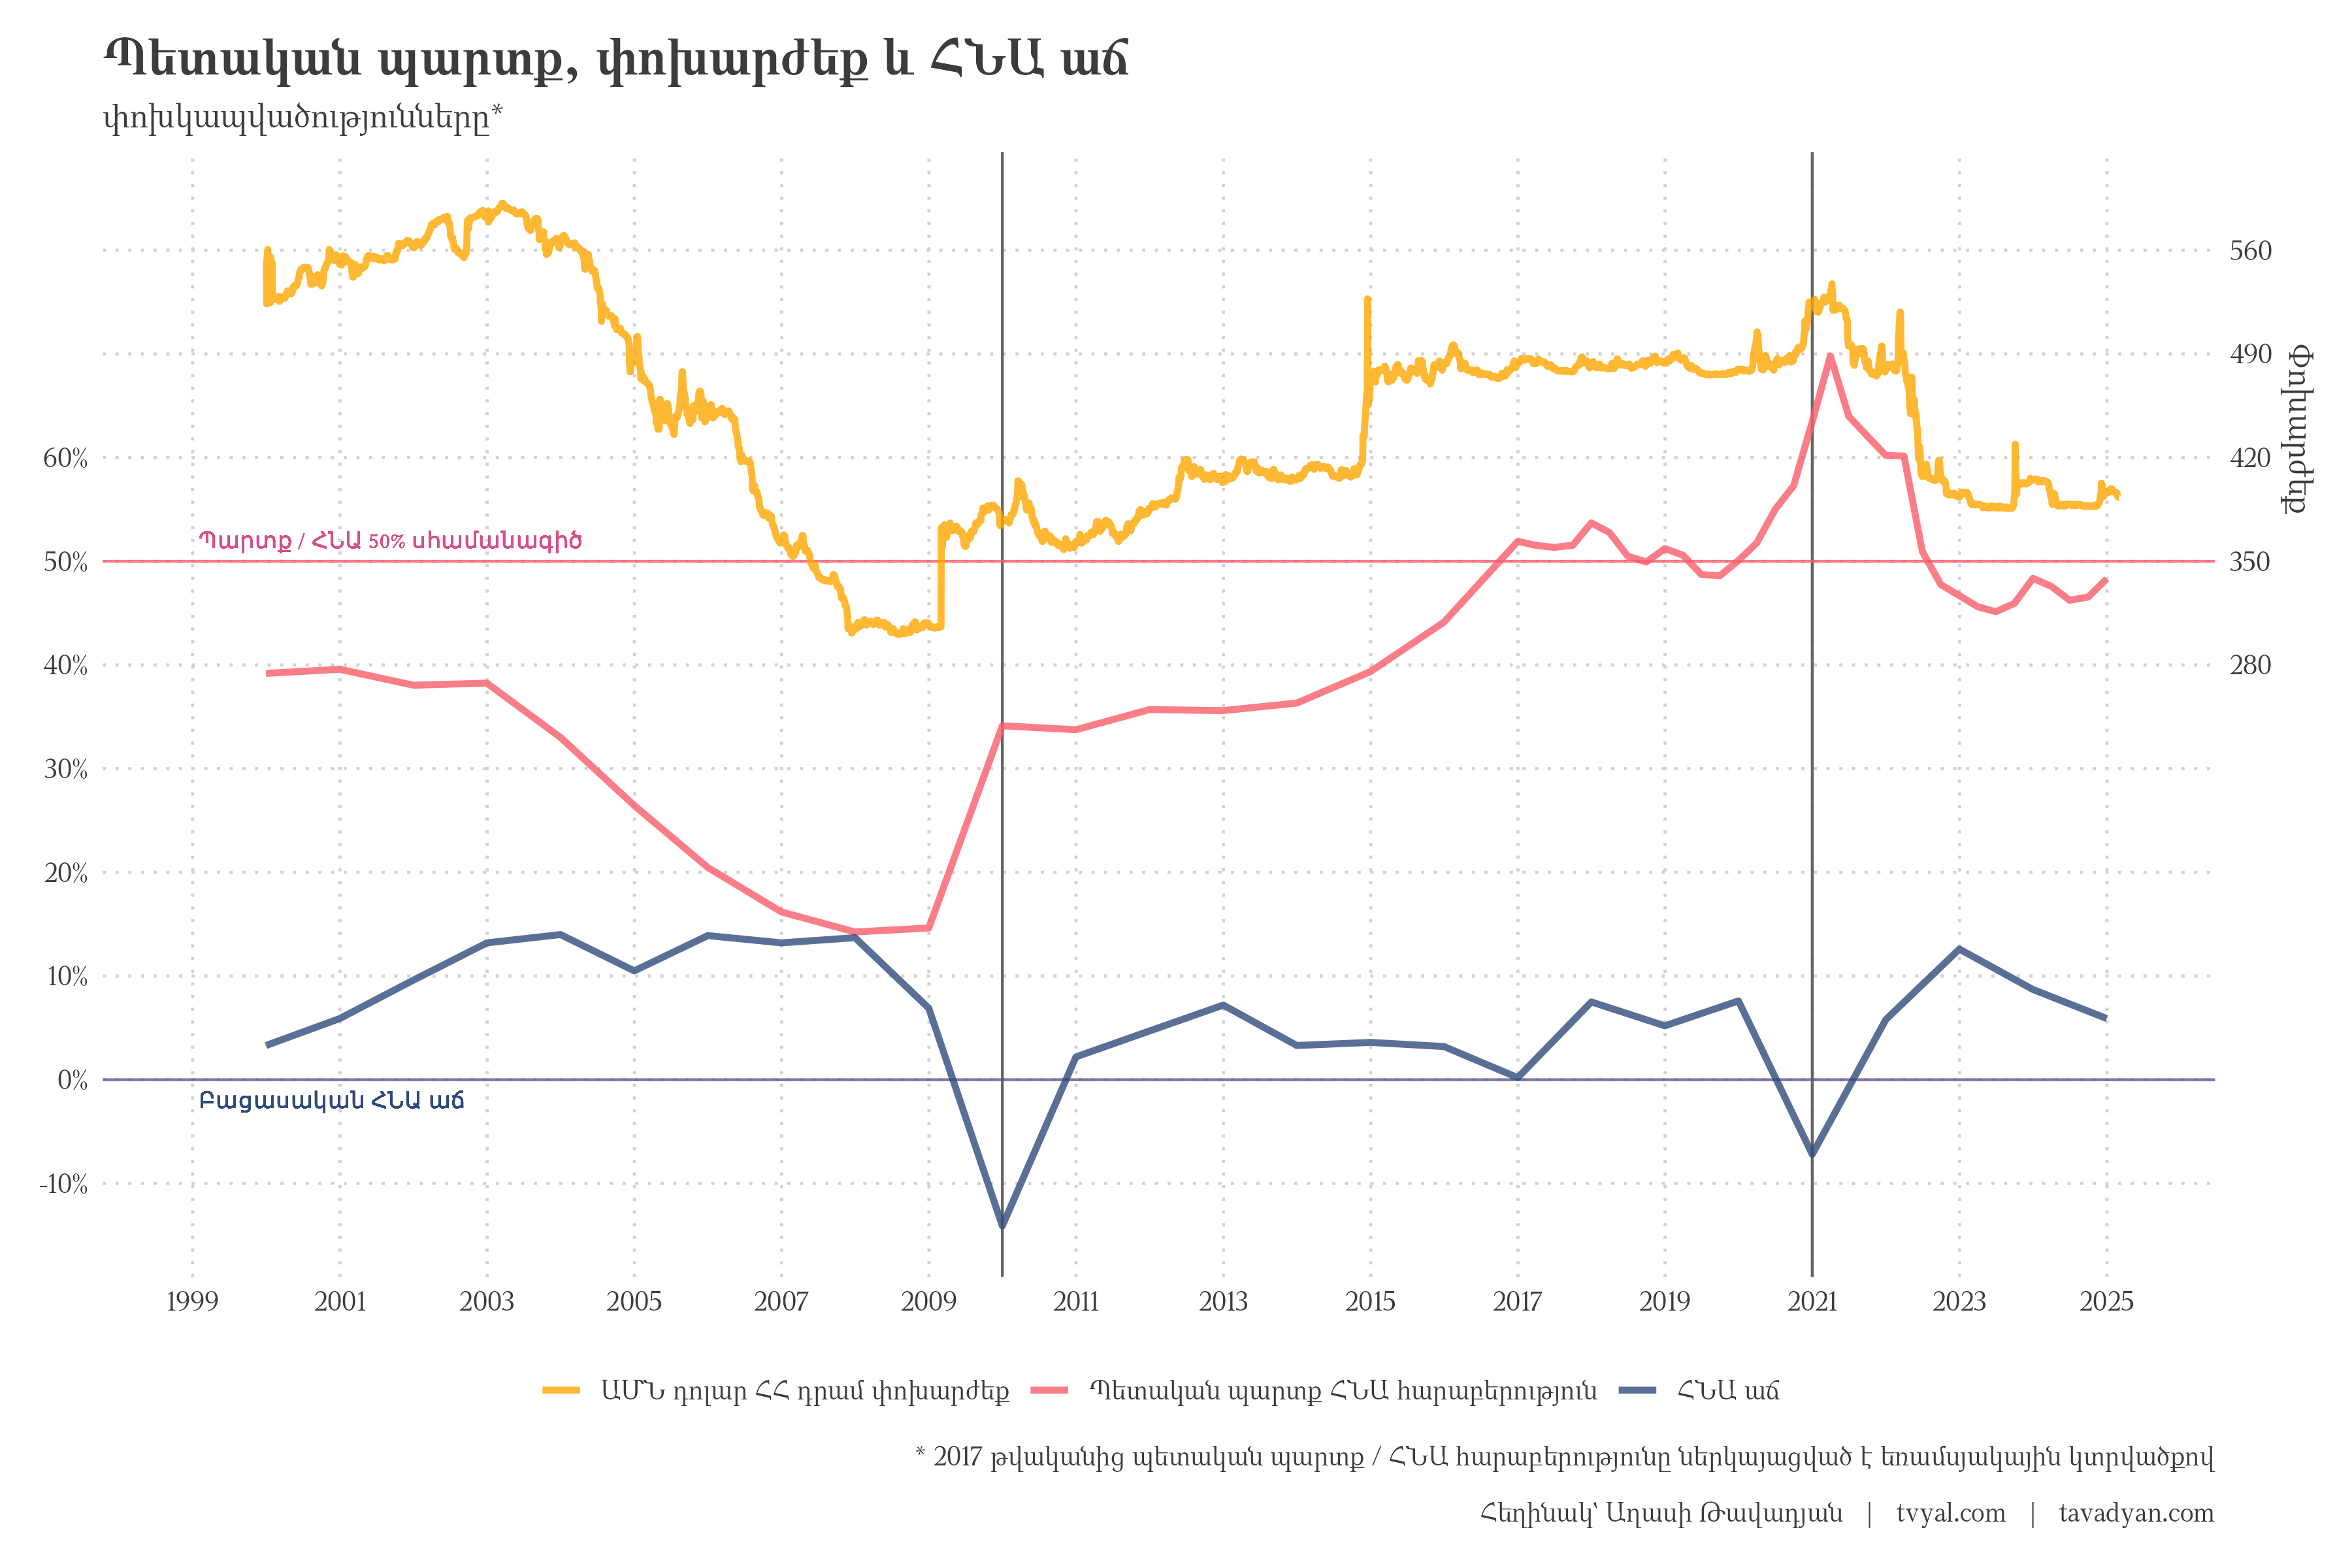 Պետական պարտք, փոխարժեք և ՀՆԱ աճ
փոխկապվածությունները*
60%
50%
40%
30%
20%
10%
0%
-10%
560
490
420
350
280
Փոխարժեք
Պարտք / ՀՆԱ 50% սհամանագիծ
Բացասական ՀՆԱ աճ
1999 2001 2003 2005 2007 2009 2011 2013 2015 2017 2019 2021 2023 2025
ԱՄՆ դոլար ՀՀ դրամ փոխարժեք Պետական պարտք ՀՆԱ հարաբերություն ՀՆԱ աճ
* 2017 թվականից պետական պարտք / ՀՆԱ հարաբերությունը ներկայացված է եռամսյակային կտրվածքով
Հեղինակ՝ Աղասի Թավադյան | tvyal.com | tavadyan.com